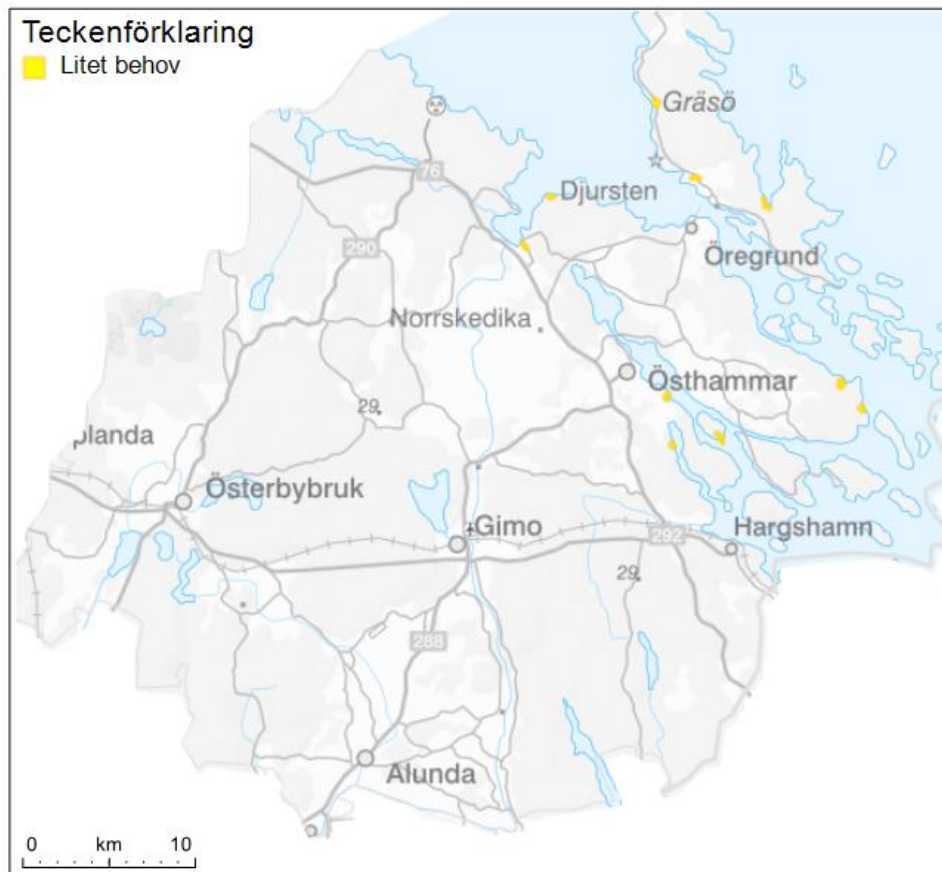 Teckenförklaring
Litet behov
Gräsö
76
Djursten
290
Öregrund
Norrskedika
Östhammar
29
planda
Österbybruk
Gimo
292
Hargshamn
29
288
Alunda
0 km 10